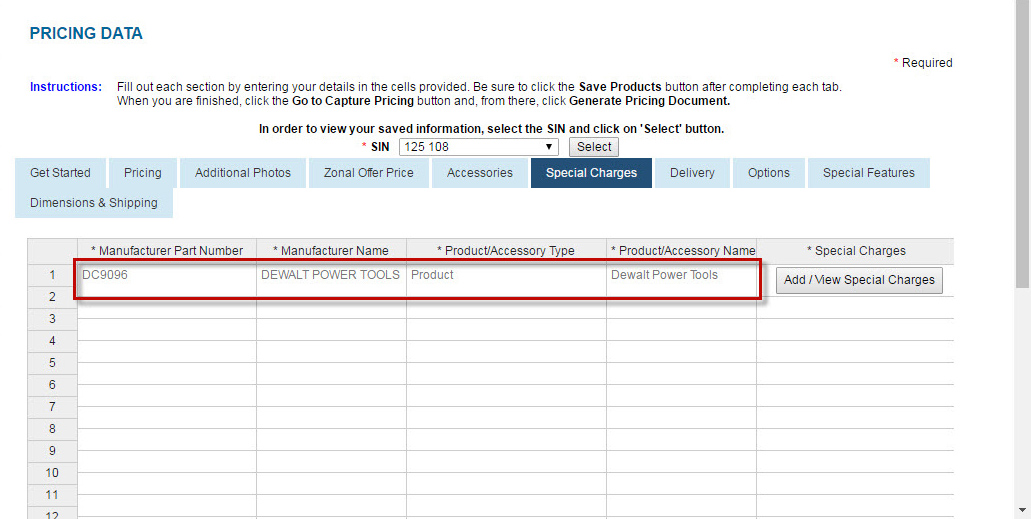 PRICING DATA
* Required
Instructions: Fill out each section by entering your details in the cells provided. Be sure to click the Save Products button after completing each tab.
When you are finished, click the Go to Capture Pricing button and, from there, click Generate Pricing Document.
In order to view your saved information, select the SIN and click on 'Select' button.
* SIN 125 108 Select
Get Started Pricing Additional Photos Zonal Offer Price Accessories Special Charges Delivery Options Special Features
Dimensions & Shipping
* Manufacturer Part Number * Manufacturer Name * Product/Accessory Type * Product/Accessory Name * Special Charges
1 DC9096 DEWALT POWER TOOLS Product Dewalt Power Tools Add / View Special Charges
2
3
4
5
6
7
8
9
10
11
12